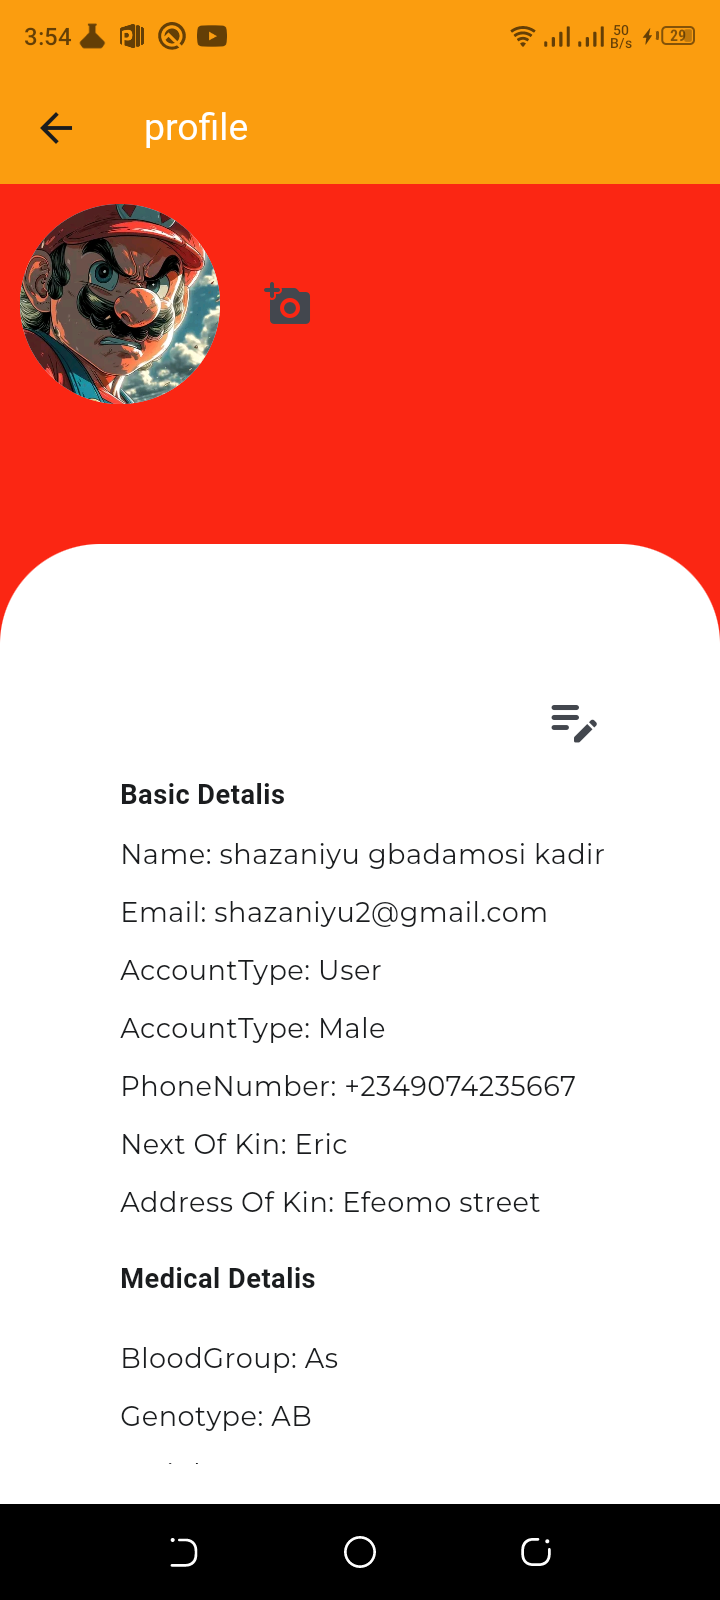 3:54
50
B/s
29
profile
Basic Detalis
Name: shazaniyu gbadamosi kadir
Email: shazaniyu2@gmail.com
AccountType: User
AccountType: Male
PhoneNumber: +2349074235667
Next Of Kin: Eric
Address Of Kin: Efeomo street
Medical Detalis
BloodGroup: As
Genotype: AB